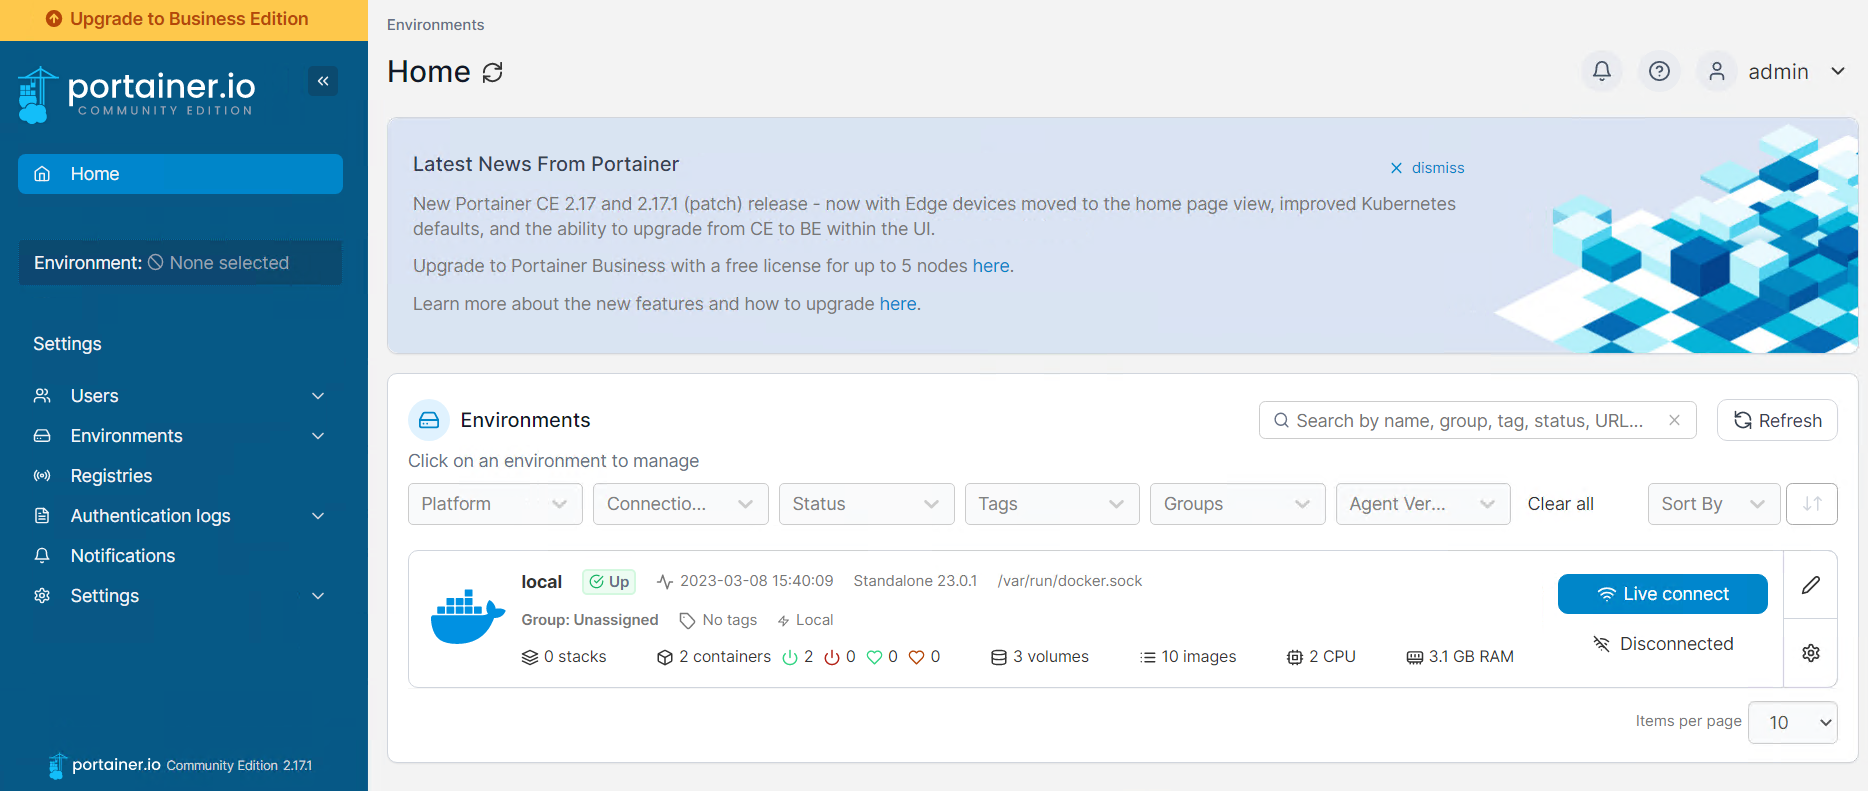 Upgrade to Business Edition
portainer.io
COMMUNITY EDITION
Home
Environment: None selected
Settings
Users
Environments
Registries
Authentication logs
Notifications
Settings
portainer.io Community Edition 2.17.1
Environments
Home
admin
Latest News From Portainer
dismiss
New Portainer CE 2.17 and 2.17.1 (patch) release - now with Edge devices moved to the home page view, improved Kubernetes
defaults, and the ability to upgrade from CE to BE within the UI.
Upgrade to Portainer Business with a free license for up to 5 nodes here.
Learn more about the new features and how to upgrade here.
Environments
Search by name, group, tag, status, URL...
Refresh
Click on an environment to manage
Platform Connectio... Status Tags Groups Agent Ver... Clear all Sort By
local Up 2023-03-08 15:40:09 Standalone 23.0.1 /var/run/docker.sock
Live connect
Group: Unassigned No tags Local
Disconnected
0 stacks 2 containers 2 0 0 0 3 volumes 10 images 2 CPU 3.1 GB RAM
Items per page 10